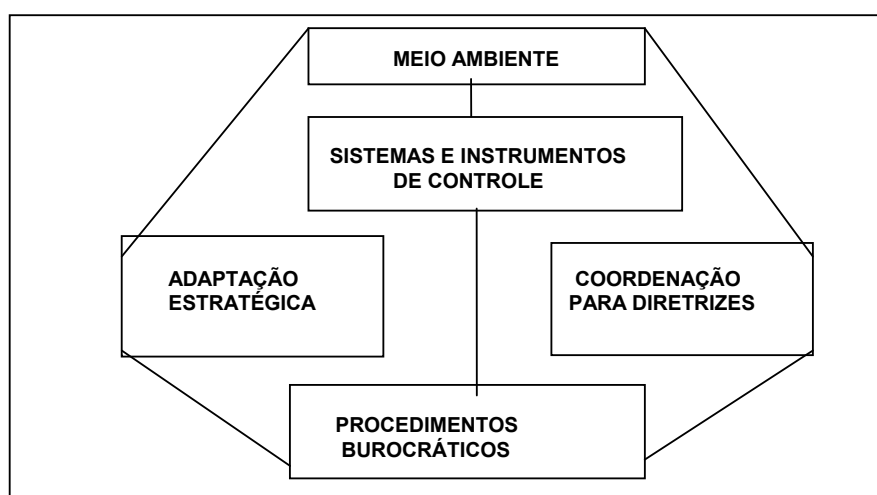 MEIO AMBIENTE
SISTEMAS E INSTRUMENTOS
DE CONTROLE
ADAPTAÇÃO
ESTRATÉGICA
COORDENAÇÃO
PARA DIRETRIZES
PROCEDIMENTOS
BUROCRÁTICOS